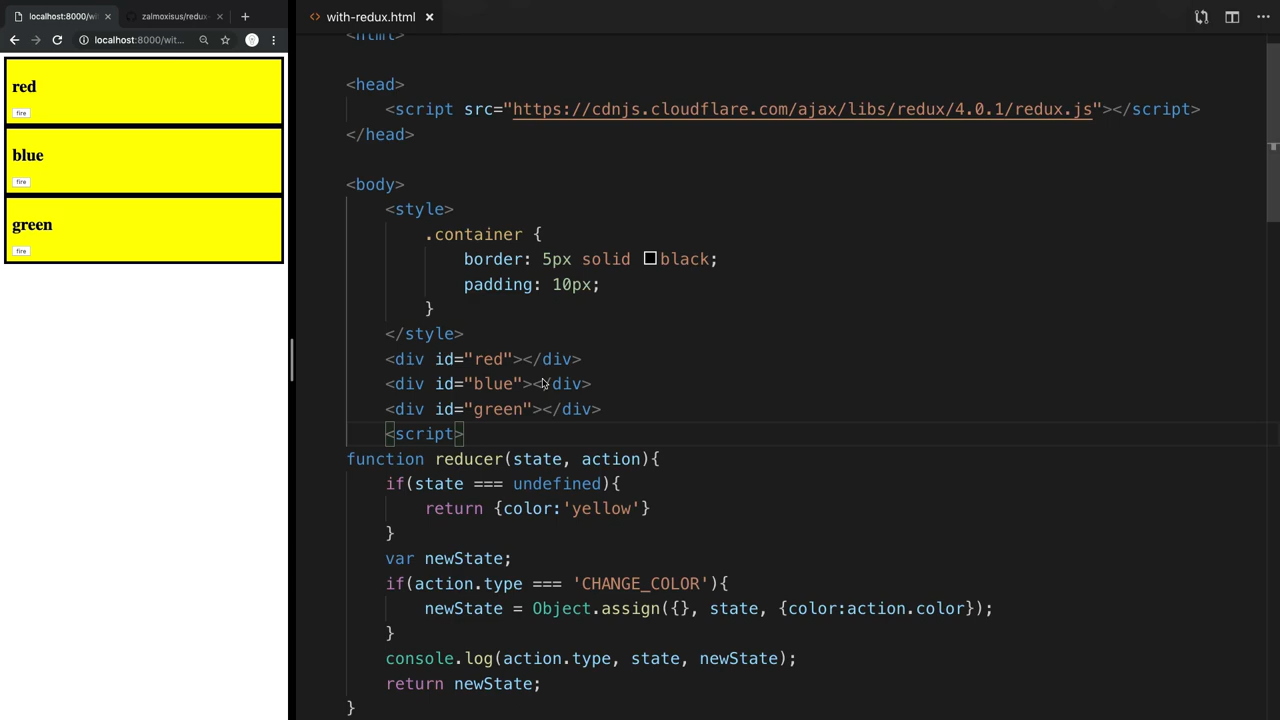 localhost:8000/wi
zalmoxisus/redux-
localhost:8000/wit...
red
fire
blue
fire
green
fire
with-redux.html
<html>
<head>
<script src="https://cdnjs.cloudflare.com/ajax/libs/redux/4.0.1/redux.js"></script>
</head>
<body>
<style>
.container {
border: 5px solid black;
padding: 10px;
}
</style>
<div id="red"></div>
<div id="blue"></div>
<div id="green"></div>
<script>
function reducer(state, action){
if(state === undefined){
return {color:'yellow'}
}
var newState;
if(action.type === 'CHANGE_COLOR'){
newState = Object.assign({}, state, {color:action.color});
}
console.log(action.type, state, newState);
return newState;
}